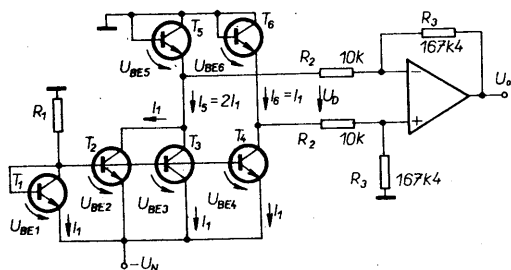 T5
T6
R3
167k4
UBE5
UBE6
R2
10k
I1
I5=2I1
I6=I1
UD
−
+
Uo
R1
R2
10k
T2
T3
T4
R3
167k4
T1
UBE1
I1
UBE2
UBE3
I1
UBE4
I1
−UN